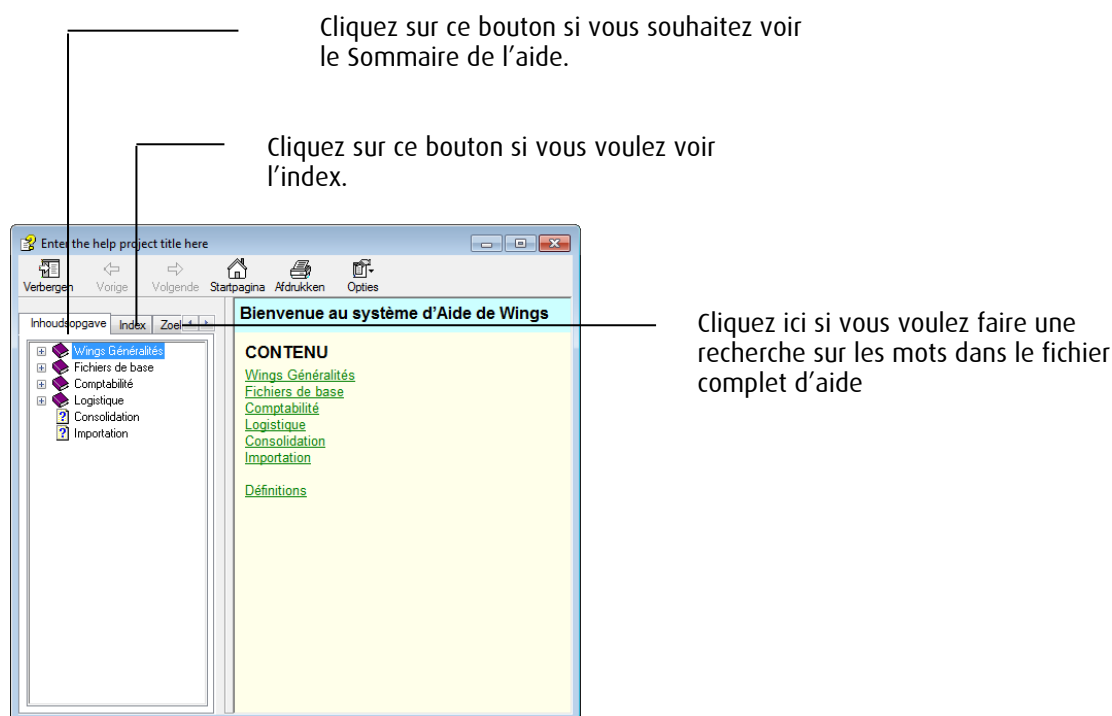 Cliquez sur ce bouton si vous souhaitez voir
le Sommaire de l'aide.
Cliquez sur ce bouton si vous voulez voir
l'index.
Enter the help project title here
Verbergen Vorige Volgende Startpagina Afdrukken Opties
Inhoudsopgave Index Zoel
Wings Généralités
Fichiers de base
Comptabilité
Logistique
Consolidation
Importation
Bienvenue au système d'Aide de Wings
CONTENU
Wings Généralités
Fichiers de base
Comptabilité
Logistique
Consolidation
Importation
Définitions
Cliquez ici si vous voulez faire une
recherche sur les mots dans le fichier
complet d'aide